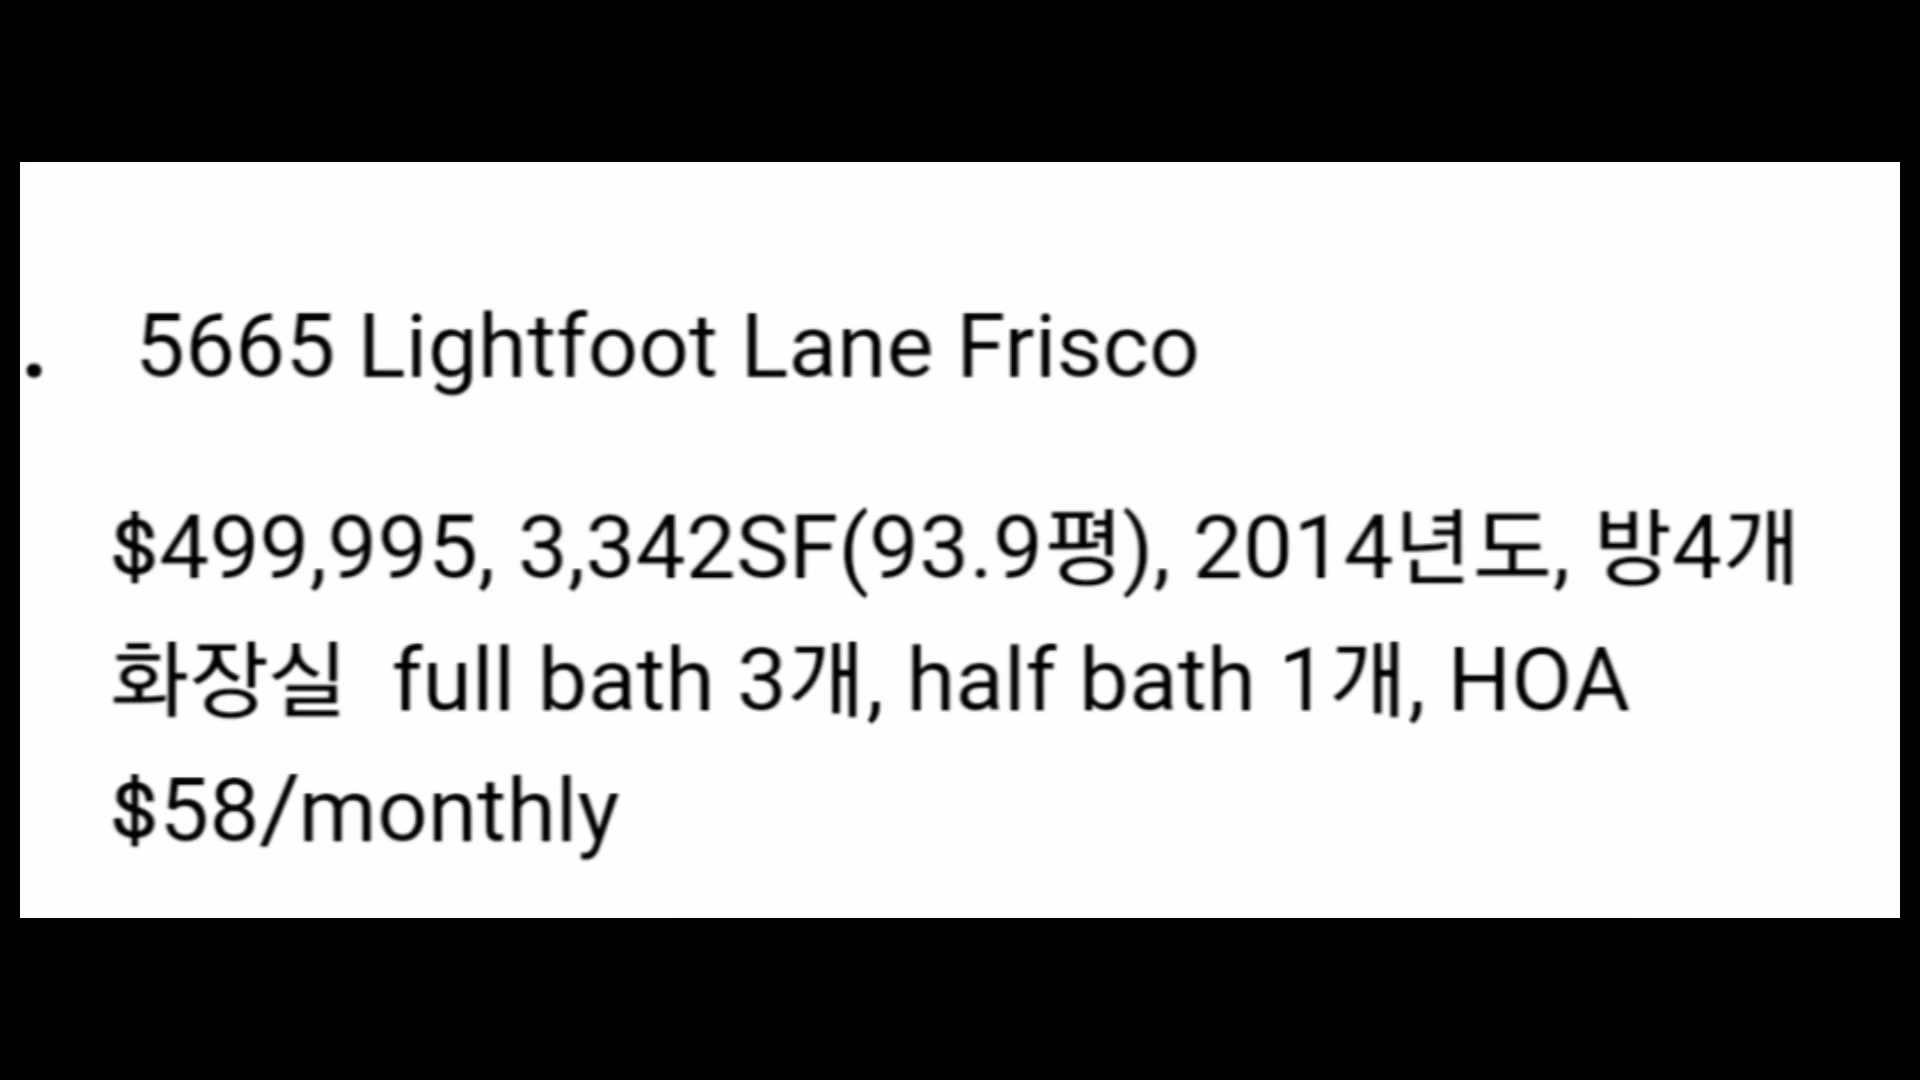 . 5665 Lightfoot Lane Frisco
$499,995, 3,342SF(93.9평), 2014년도, 방4개
화장실 full bath 3개, half bath 1개, HOA
$58/monthly